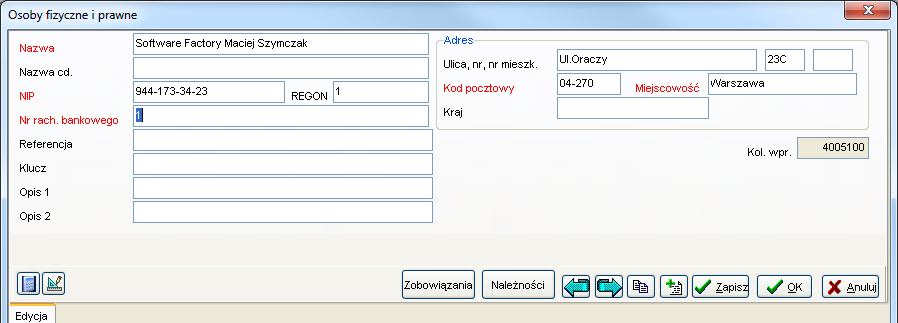 Osoby fizyczne i prawne
Nazwa Software Factory Maciej Szymczak
Nazwa cd.
NIP 944-173-34-23 REGON 1
Nr rach. bankowego 1
Referencja
Klucz
Opis 1
Opis 2
Adres
Ulica, nr, nr mieszk. Ul.Oraczy 23C
Kod pocztowy 04-270 Miejscowość Warszawa
Kraj
Kol. wpr. 4005100
Zobowiązania Należności Zapisz OK Anuluj
Edycja